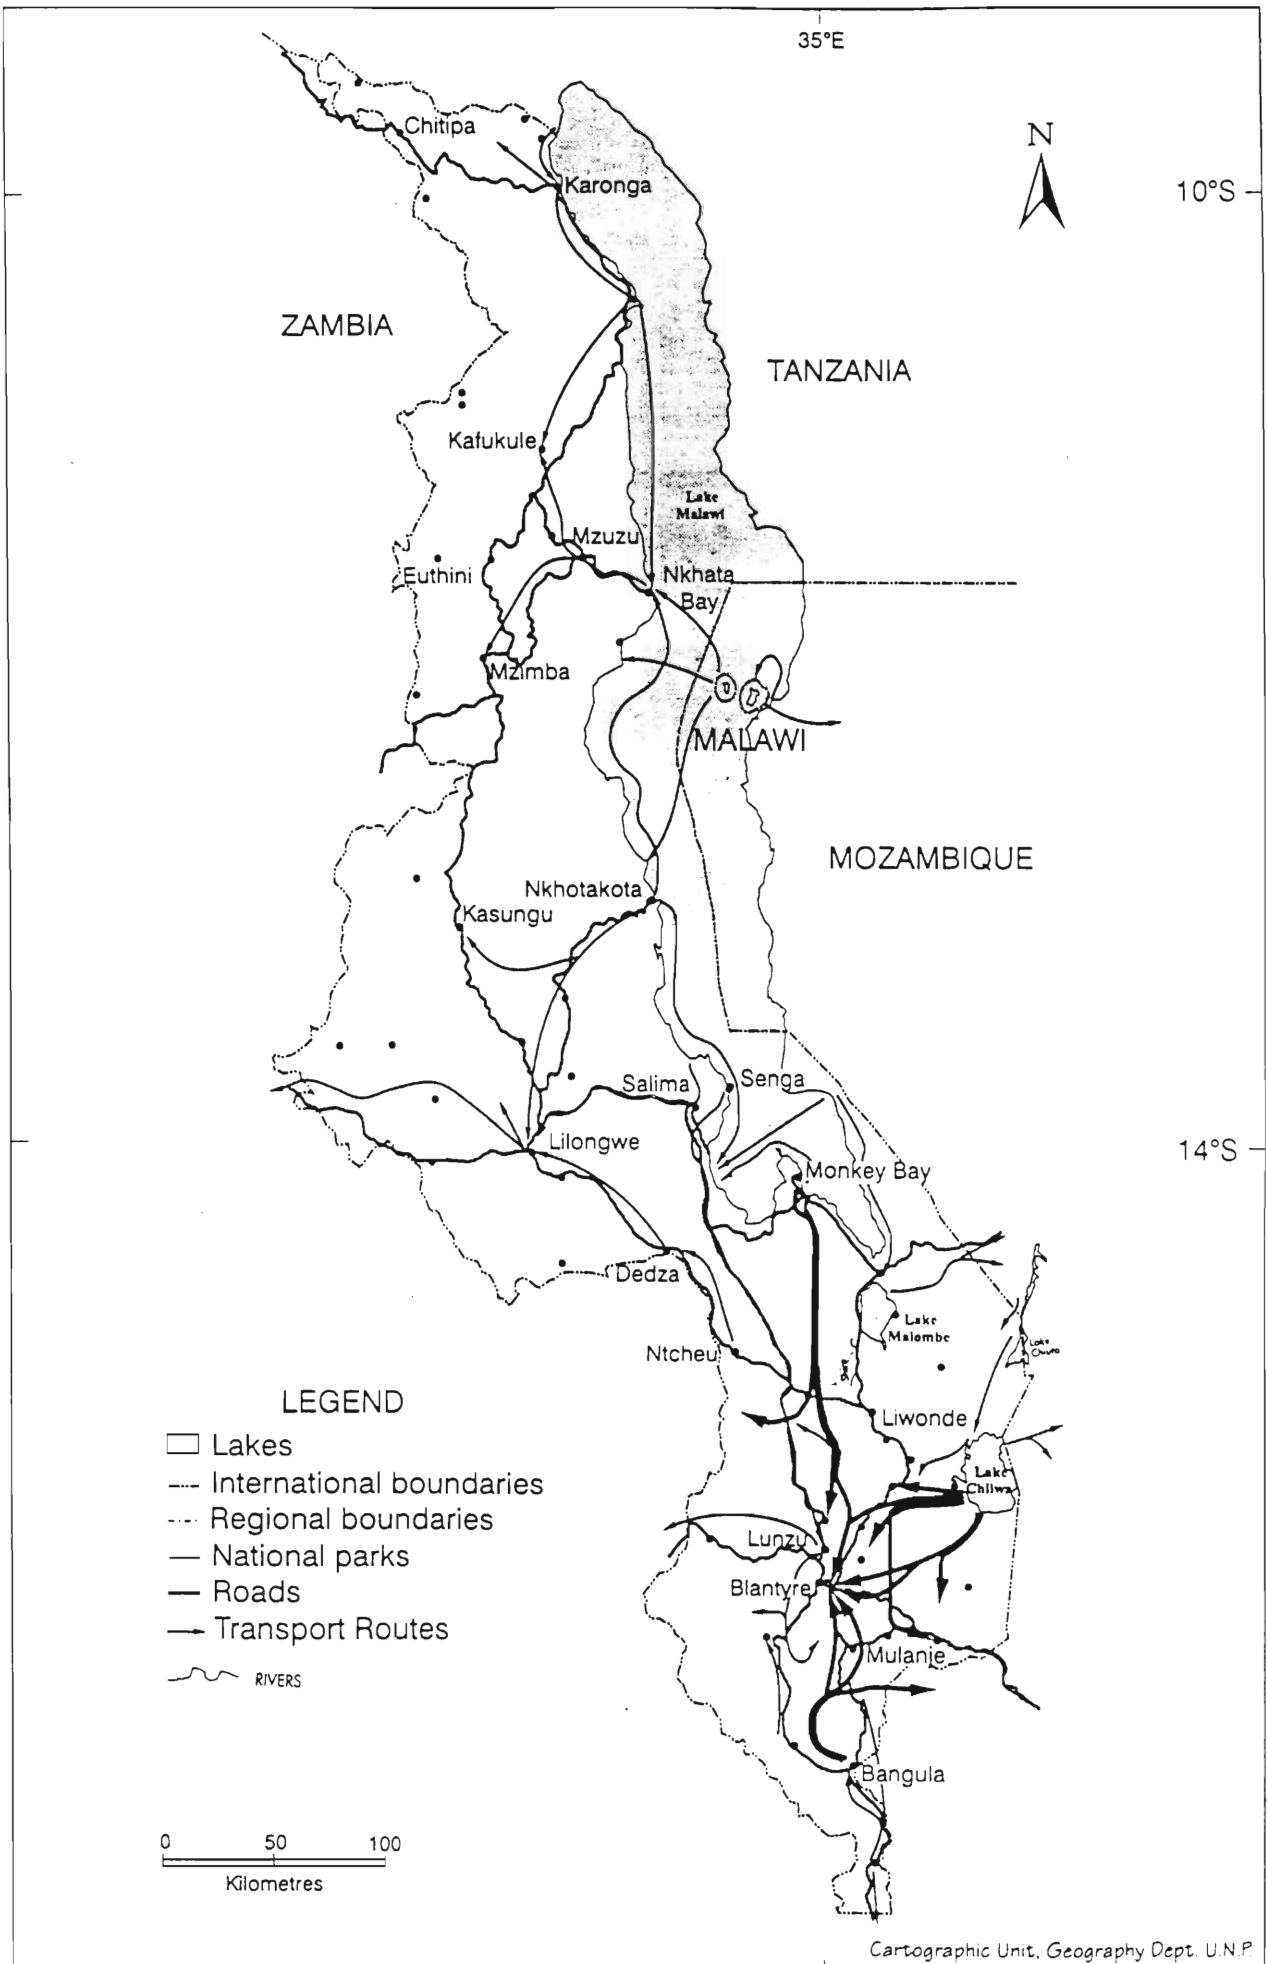 35°E
N
Chitipa
Karonga
10°S
ZAMBIA
TANZANIA
Kafukule
Lake
Malawi
Mzuzu
Euthini
Nkhata
Bay
Mzimba
MALAWI
MOZAMBIQUE
Nkhotakota
Kasungu
Salima
Senga
Lilongwe
14°S
Monkey Bay
Dedza
Lake
Malombe
Lake
Ntcheu
Shire
LEGEND
Lakes
International boundaries
Regional boundaries
National parks
Roads
Transport Routes
RIVERS
Liwonde
Lake
Chilwa
Lunzu
Blantyre
Mulanje
Bangula
0 50 100
Kilometres
Cartographic Unit, Geography Dept. U.N.P.